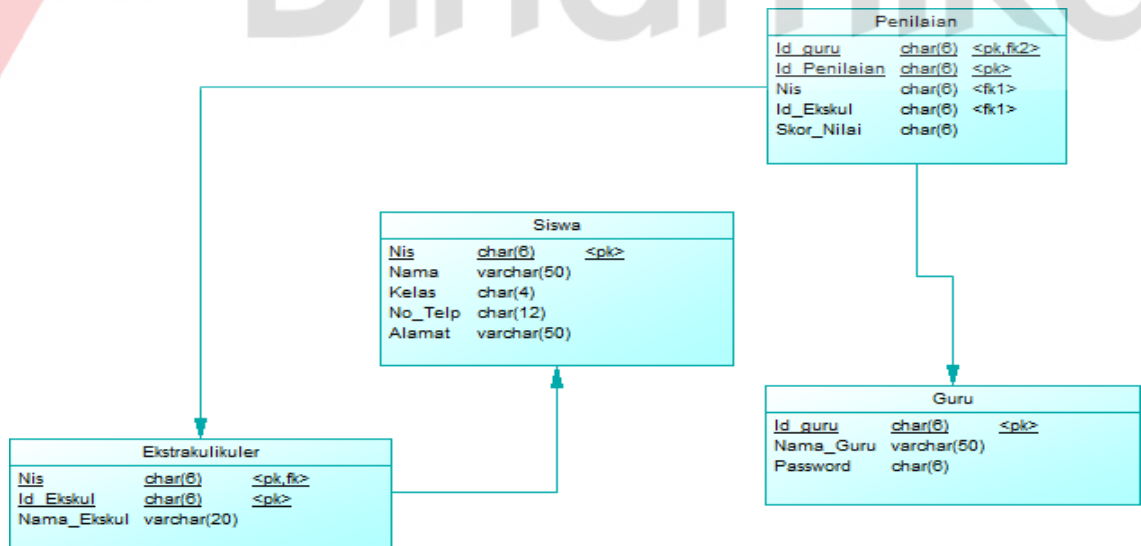 Dinamika
Penilaian
Id_guru char(6) <pk,fk2>
Id_Penilaian char(6) <pk>
Nis char(6) <fk1>
Id_Ekskul char(6) <fk1>
Skor_Nilai char(6)
Siswa
Nis char(6) <pk>
Nama varchar(50)
Kelas char(4)
No_Telp char(12)
Alamat varchar(50)
Guru
Id_guru char(6) <pk>
Nama_Guru varchar(50)
Password char(6)
Ekstrakulikuler
Nis char(6) <pk,fk>
Id_Ekskul char(6) <pk>
Nama_Ekskul varchar(20)